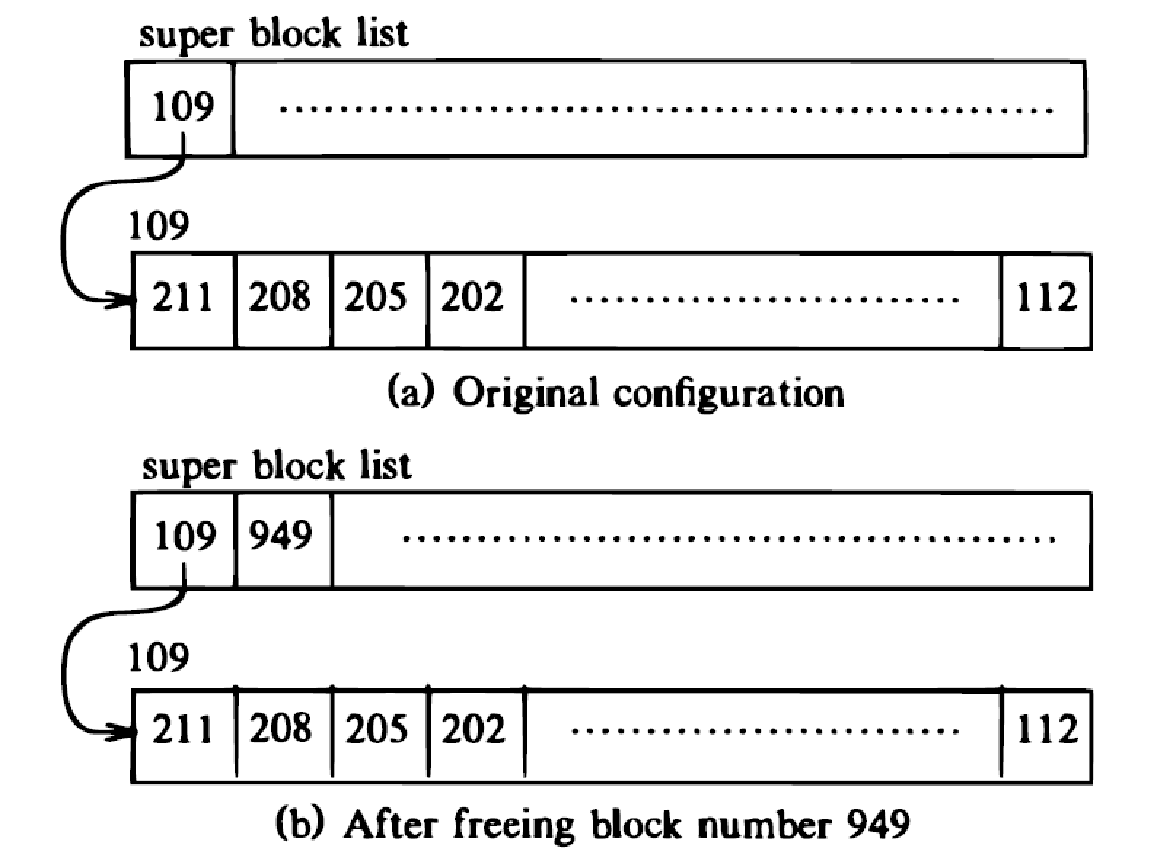 super block list
109 ........................................................
109
211 208 205 202 ............................ 112
(a) Original configuration
super block list
109 949 ................................................
109
211 208 205 202 ............................ 112
(b) After freeing block number 949